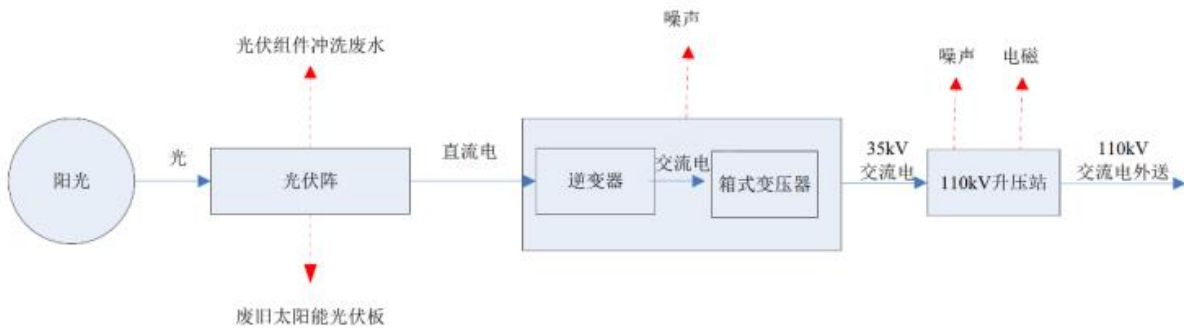 噪声
光伏组件冲洗废水
噪声
电磁
阳光
光
光伏阵
直流电
逆变器
交流电
箱式变压器
35kV
交流电
110kV升压站
110kV
交流电外送
废旧太阳能光伏板